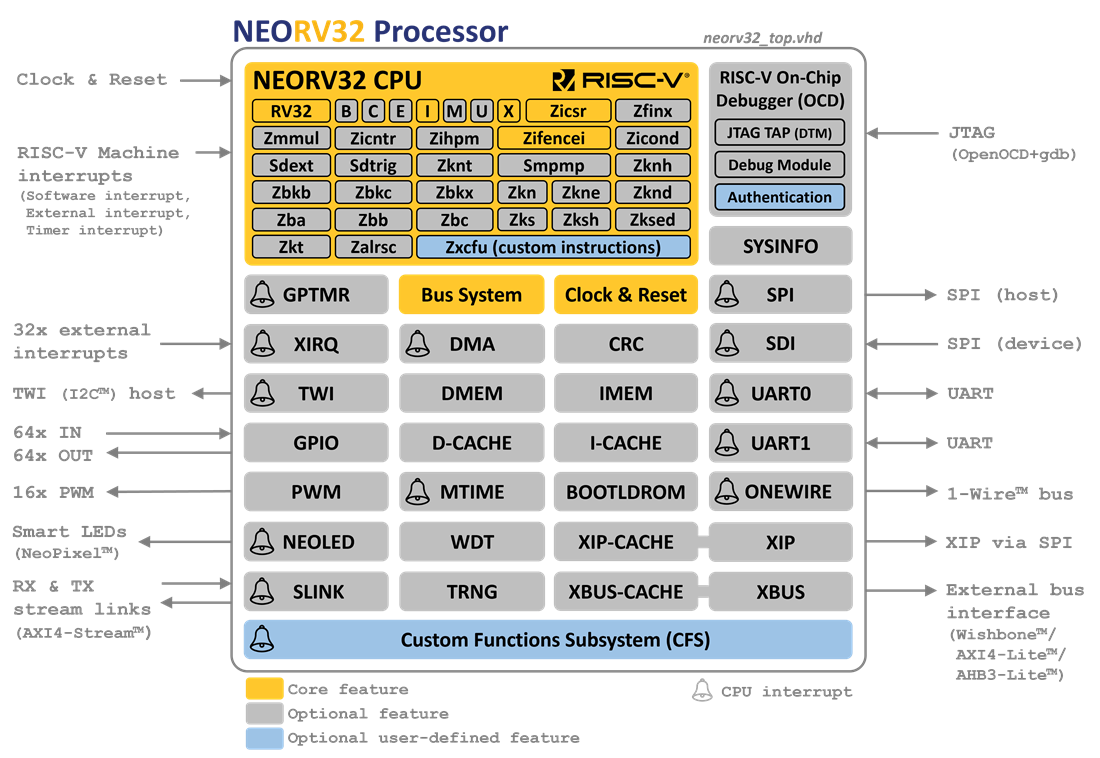 NEORV32 Processor
neorv32_top.vhd
Clock & Reset
RISC-V Machine
interrupts
(Software interrupt,
External interrupt,
Timer interrupt)
32x external
interrupts
TWI (I2C™) host
64x IN
64x OUT
16x PWM
Smart LEDs
(NeoPixel™)
RX & TX
stream links
(AXI4-Stream™)
NEORV32 CPU
RISC-V®
RV32 B C E I M U X Zicsr Zfinx
Zmmul Zicntr Zihpm Zifencei Zicond
Sdext Sdtrig Zknt Smpmp Zknh
Zbkb Zbkc Zbkx Zkn Zkne Zknd
Zba Zbb Zbc Zks Zksh Zksed
Zkt Zalrsc Zxcfu (custom instructions)
RISC-V On-Chip
Debugger (OCD)
JTAG TAP (DTM)
Debug Module
Authentication
SYSINFO
GPTMR Bus System Clock & Reset SPI
XIRQ DMA CRC SDI
TWI DMEM IMEM UART0
GPIO D-CACHE I-CACHE UART1
PWM MTIME BOOTLDROM ONEWIRE
NEOLED WDT XIP-CACHE XIP
SLINK TRNG XBUS-CACHE XBUS
Custom Functions Subsystem (CFS)
JTAG
(OpenOCD+gdb)
SPI (host)
SPI (device)
UART
UART
1-Wire™ bus
XIP via SPI
External bus
interface
(Wishbone™/
AXI4-Lite™/
AHB3-Lite™)
Core feature
Optional feature
Optional user-defined feature
CPU interrupt